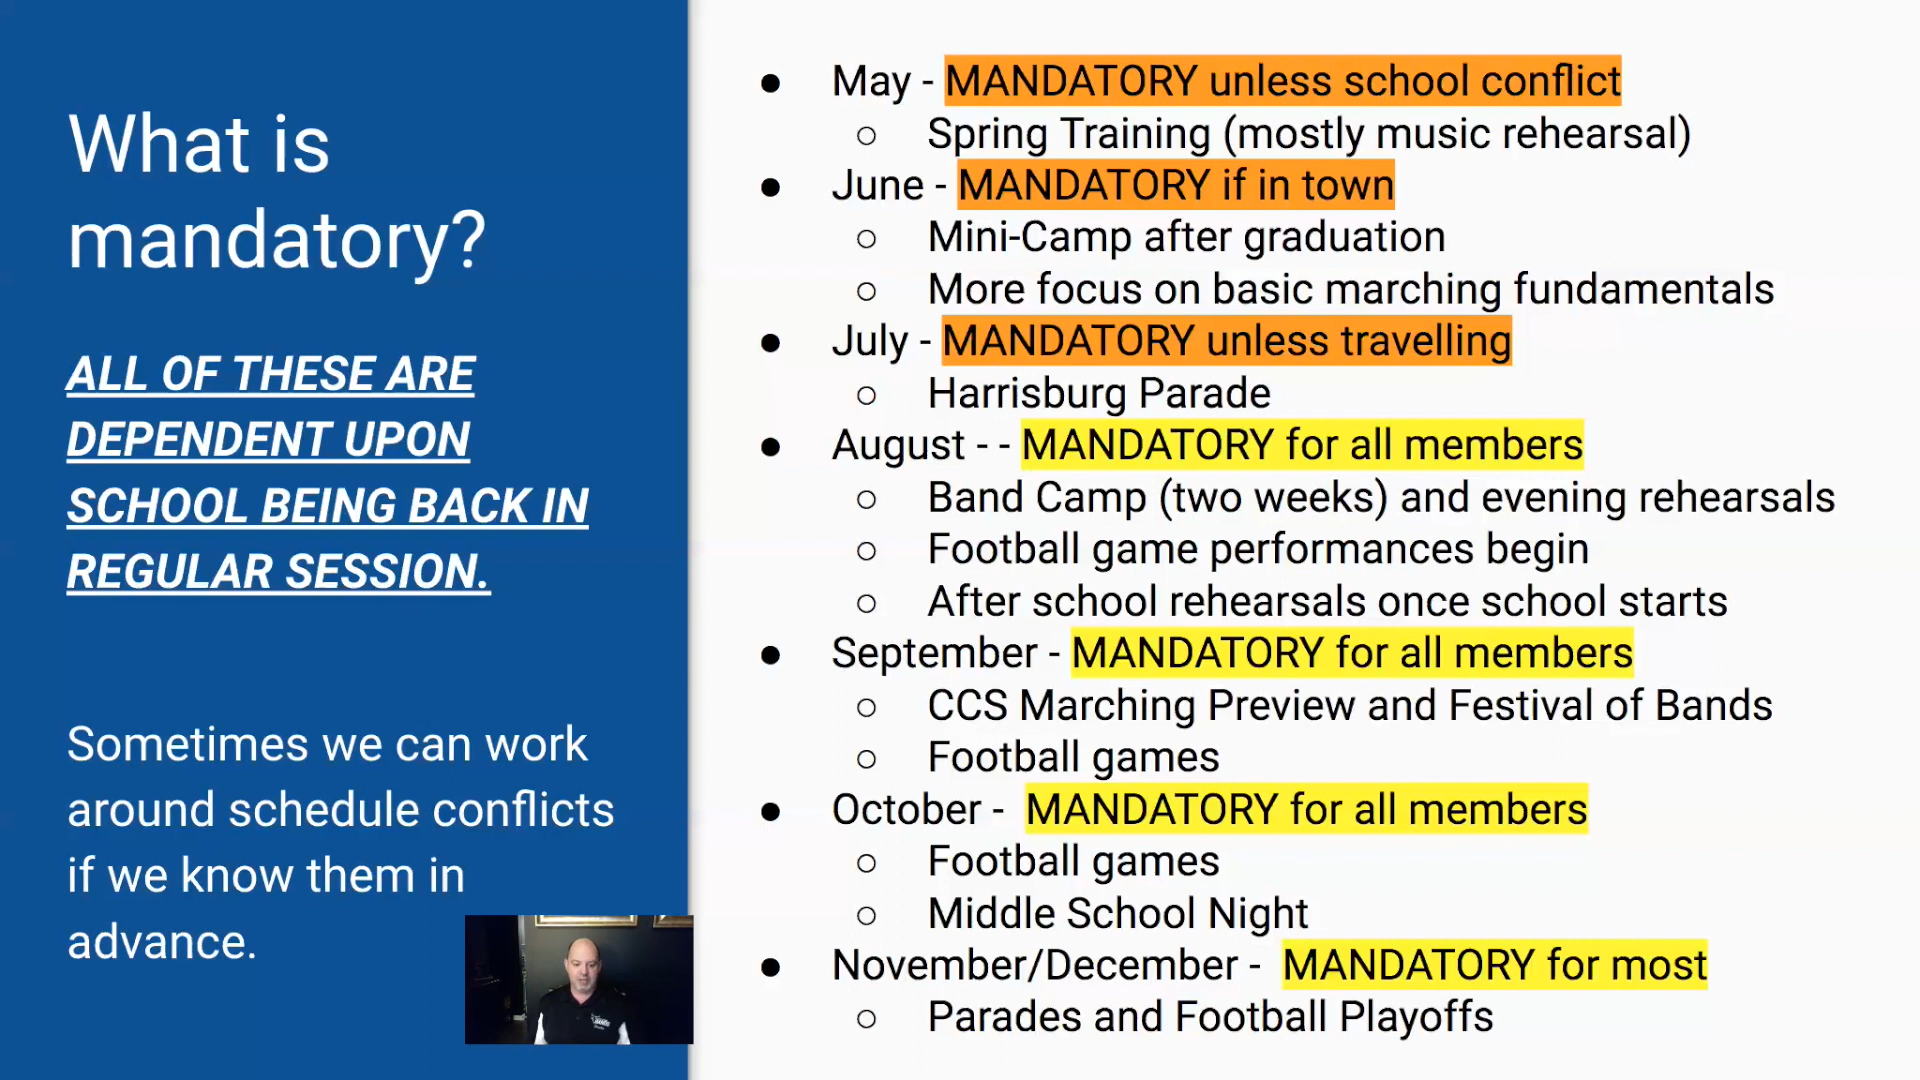 What is
mandatory?
ALL OF THESE ARE
DEPENDENT UPON
SCHOOL BEING BACK IN
REGULAR SESSION.
Sometimes we can work
around schedule conflicts
if we know them in
advance.
● May - MANDATORY unless school conflict
○ Spring Training (mostly music rehearsal)
● June - MANDATORY if in town
○ Mini-Camp after graduation
○ More focus on basic marching fundamentals
● July - MANDATORY unless travelling
○ Harrisburg Parade
● August - - MANDATORY for all members
○ Band Camp (two weeks) and evening rehearsals
○ Football game performances begin
○ After school rehearsals once school starts
● September - MANDATORY for all members
○ CCS Marching Preview and Festival of Bands
○ Football games
● October - MANDATORY for all members
○ Football games
○ Middle School Night
● November/December - MANDATORY for most
○ Parades and Football Playoffs